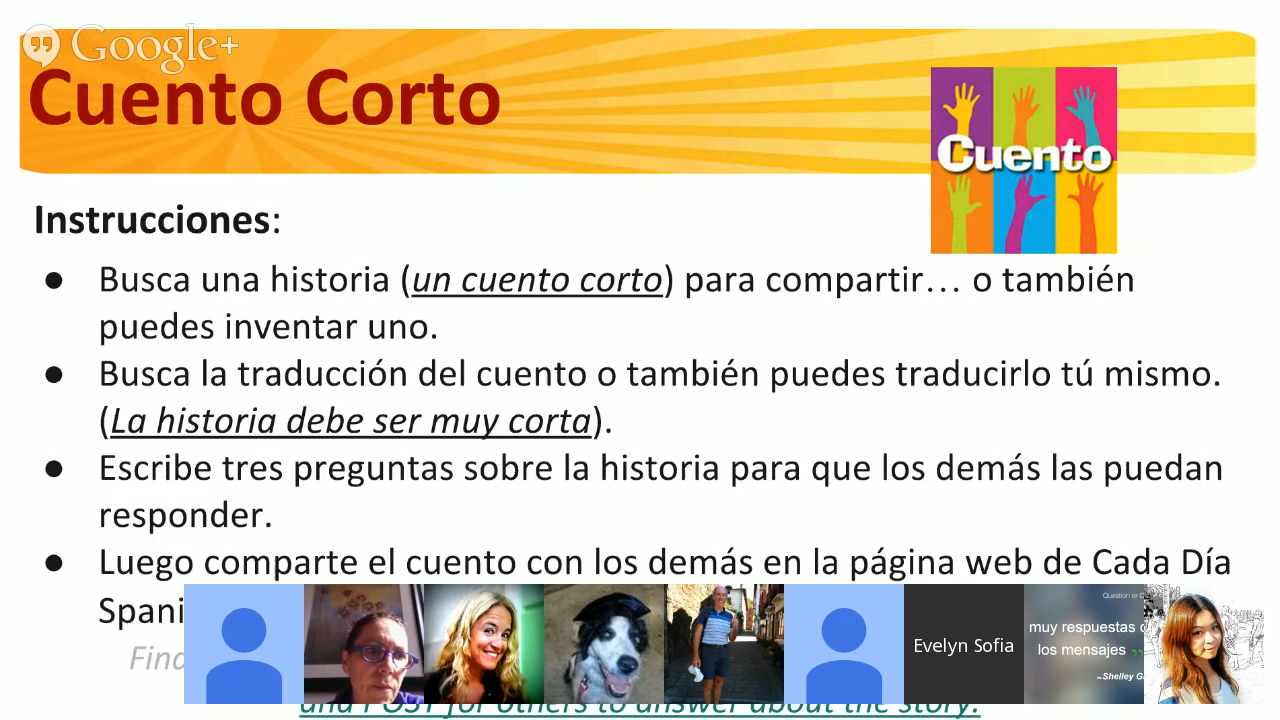 Google+
Cuento Corto
Cuento
Instrucciones:
● Busca una historia (un cuento corto) para compartir… o también
puedes inventar uno.
● Busca la traducción del cuento o también puedes traducirlo tú mismo.
(La historia debe ser muy corta).
● Escribe tres preguntas sobre la historia para que los demás las puedan
responder.
● Luego comparte el cuento con los demás en la página web de Cada Día
Spani
Evelyn Sofia
Question or
muy respuestas
los mensajes ”
~Shelley G
and POST for others to answer about the story.